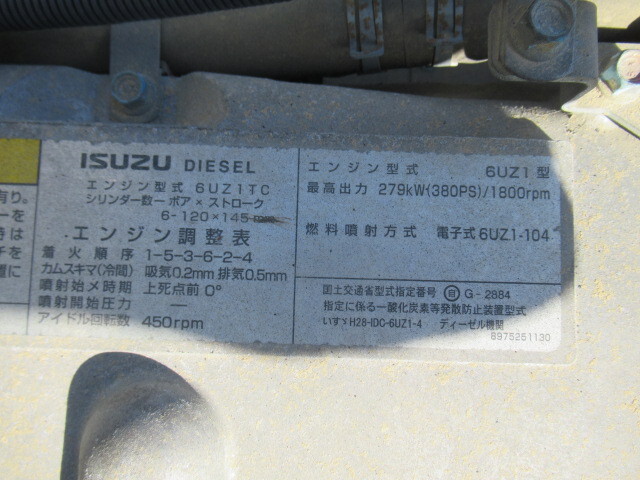 有り。
ーを
時は
チを
置に
ISUZU DIESEL
エンジン型式 6UZ1TC
シリンダー数ー ボア × ストローク
6-120×145mm
エンジン調整表
着火順序 1-5-3-6-2-4
カムスキマ(冷間) 吸気0.2mm 排気0.5mm
噴射始メ時期 上死点前 0°
噴射開始圧力 —
アイドル回転数 450rpm
エンジン型式 6UZ1型
最高出力 279kW(380PS)/1800rpm
燃料噴射方式 電子式6UZ1-104
国土交通省型式指定番号 自 G-2884
指定に係る一酸化炭素等発散防止装置型式
いすゞH28-IDC-6UZ1-4 ディーゼル機関
8975251130